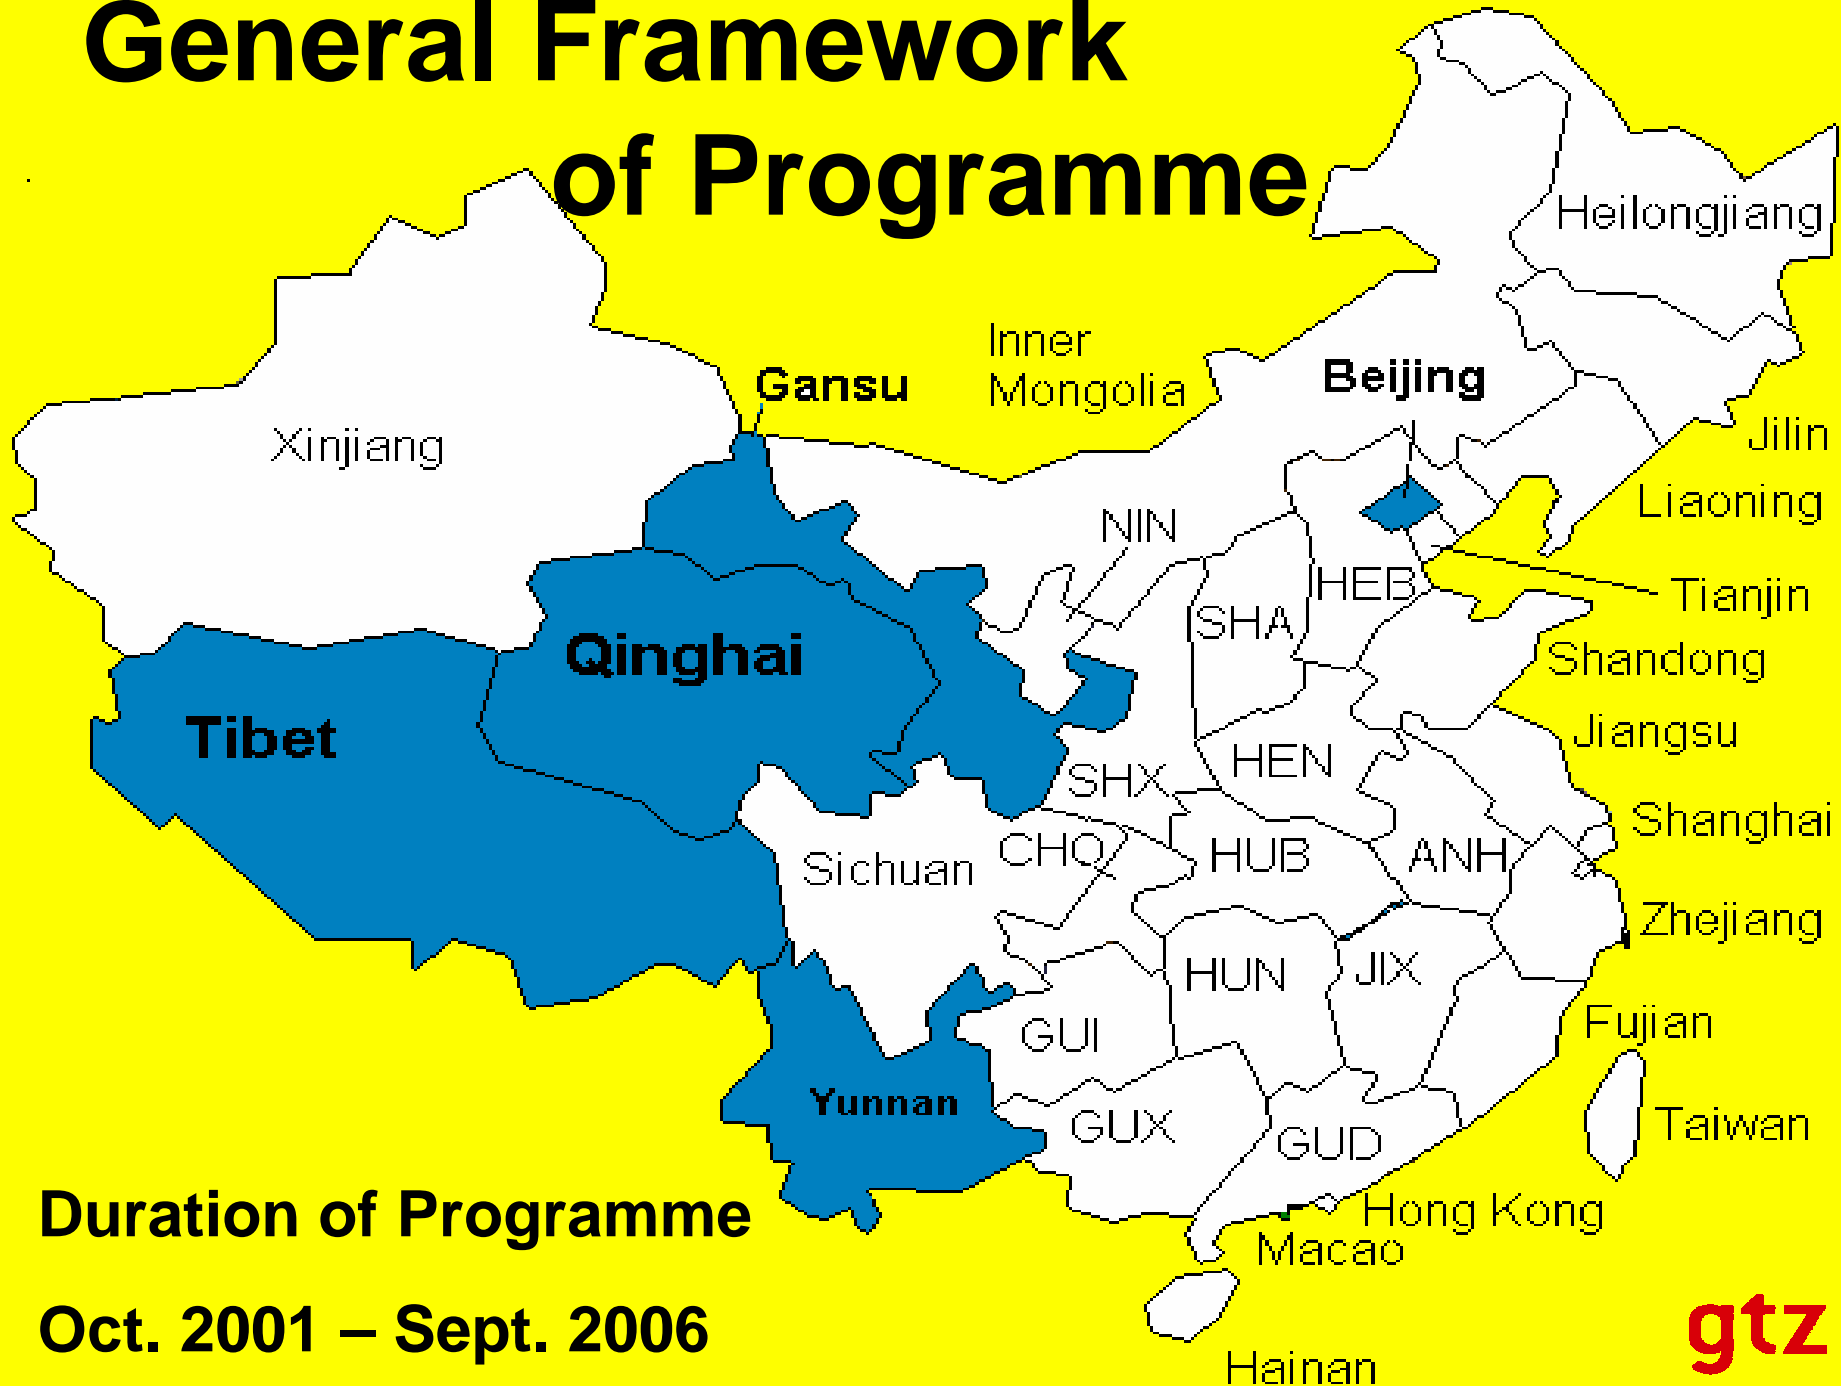 General Framework
of Programme
Heilongjiang
Inner
Mongolia
Gansu
Beijing
Xinjiang
Jilin
Liaoning
NIN
HEB
Tianjin
SHA
Qinghai
Shandong
Tibet
Jiangsu
HEN
SHX
Shanghai
CHQ
HUB
ANH
Sichuan
Zhejiang
HUN
JIX
Fujian
GUI
Yunnan
GUX
GUD
Taiwan
Duration of Programme
Hong Kong
Macao
Oct. 2001 – Sept. 2006
gtz
Hainan